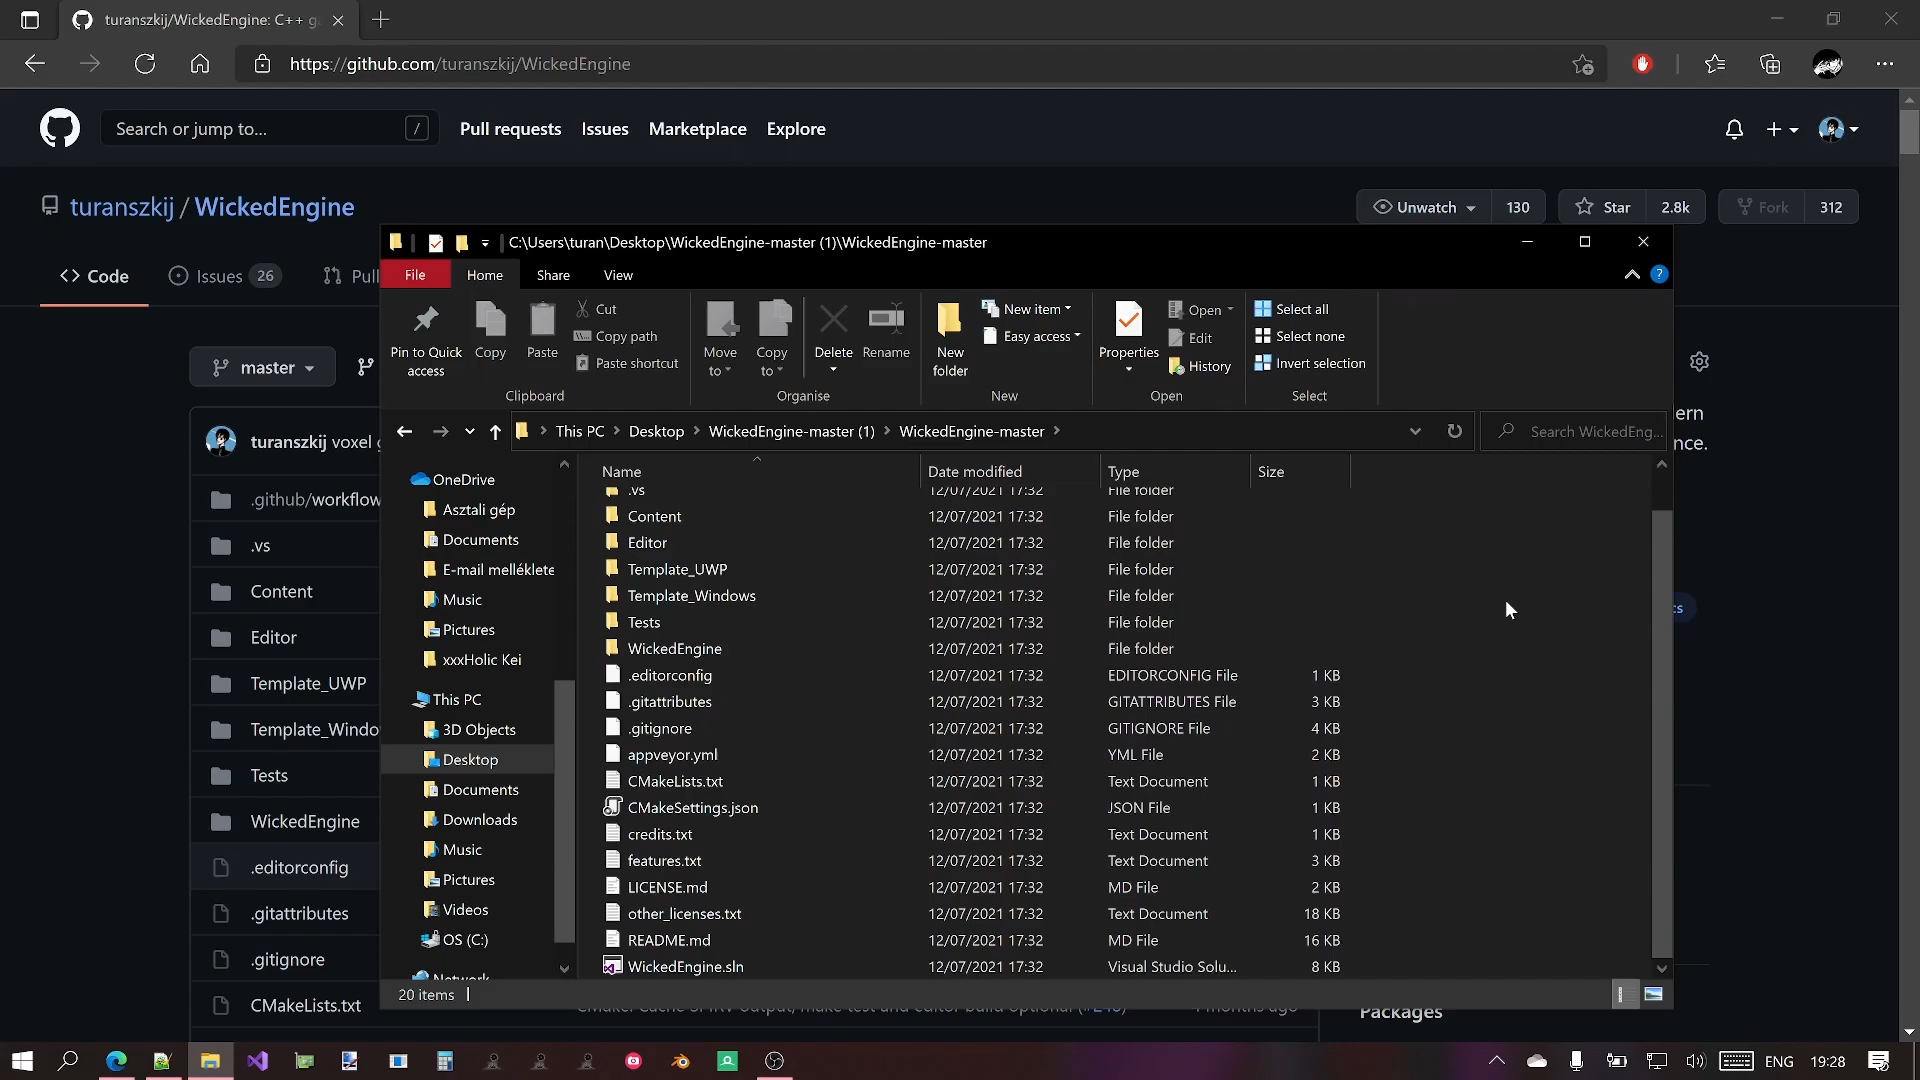 turanszkij/WickedEngine: C++ g
https://github.com/turanszkij/WickedEngine
Search or jump to... /
Pull requests Issues Marketplace Explore
turanszkij / WickedEngine
Unwatch 130 Star 2.8k Fork 312
C:\Users\turan\Desktop\WickedEngine-master (1)\WickedEngine-master
<> Code Issues 26 Pull
File Home Share View ?
Pin to Quick access
Copy
Paste
Cut
Copy path
Paste shortcut
Clipboard
Move to
Copy to
Delete
Rename
Organise
New folder
New item
Easy access
New
Properties
Open
Edit
History
Open
Select all
Select none
Invert selection
Select
master
ern
nce.
This PC > Desktop > WickedEngine-master (1) > WickedEngine-master >
Search WickedEng...
turanszkij voxel g
.github/workflow
.vs
Content
Editor
Template_UWP
Template_Windo
Tests
WickedEngine
.editorconfig
.gitattributes
.gitignore
CMakeLists.txt
OneDrive
Asztali gép
Documents
E-mail melléklete
Music
Pictures
xxxHolic Kei
This PC
3D Objects
Desktop
Documents
Downloads
Music
Pictures
Videos
OS (C:)
Network
Name Date modified Type Size
.vs 12/07/2021 17:32 File folder
Content 12/07/2021 17:32 File folder
Editor 12/07/2021 17:32 File folder
Template_UWP 12/07/2021 17:32 File folder
Template_Windows 12/07/2021 17:32 File folder
Tests 12/07/2021 17:32 File folder
WickedEngine 12/07/2021 17:32 File folder
.editorconfig 12/07/2021 17:32 EDITORCONFIG File 1 KB
.gitattributes 12/07/2021 17:32 GITATTRIBUTES File 3 KB
.gitignore 12/07/2021 17:32 GITIGNORE File 4 KB
appveyor.yml 12/07/2021 17:32 YML File 2 KB
CMakeLists.txt 12/07/2021 17:32 Text Document 1 KB
CMakeSettings.json 12/07/2021 17:32 JSON File 1 KB
credits.txt 12/07/2021 17:32 Text Document 1 KB
features.txt 12/07/2021 17:32 Text Document 3 KB
LICENSE.md 12/07/2021 17:32 MD File 2 KB
other_licenses.txt 12/07/2021 17:32 Text Document 18 KB
README.md 12/07/2021 17:32 MD File 16 KB
WickedEngine.sln 12/07/2021 17:32 Visual Studio Solu... 8 KB
cs
20 items
Packages
ENG 19:28